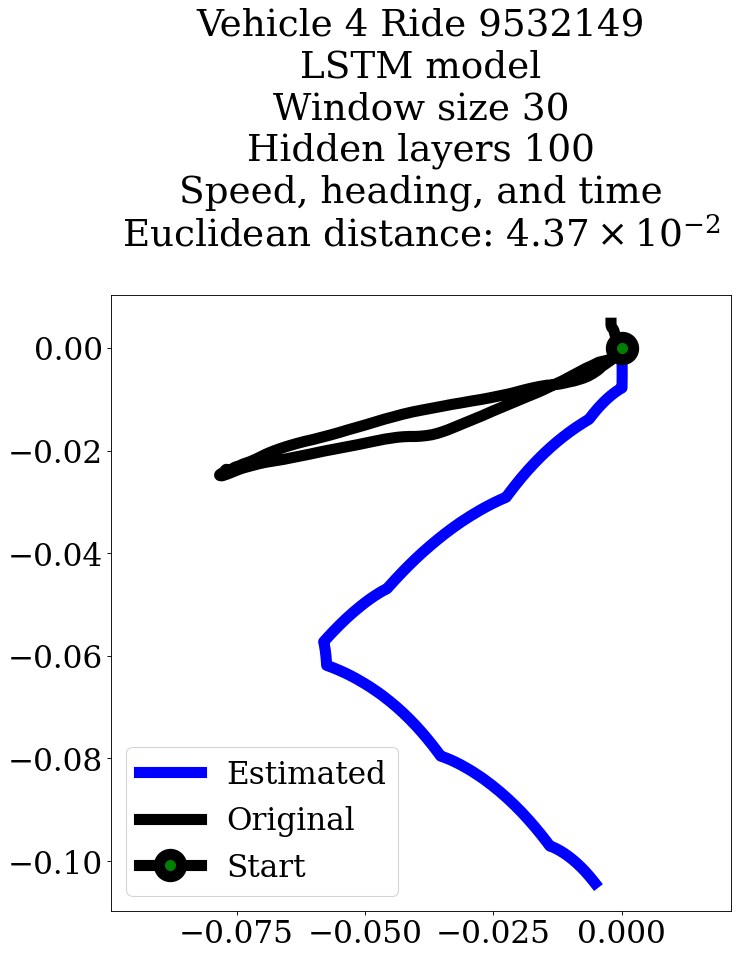 Vehicle 4 Ride 9532149
LSTM model
Window size 30
Hidden layers 100
Speed, heading, and time
Euclidean distance: 4.37 × 10⁻²
0.00
−0.02
−0.04
−0.06
−0.08
−0.10
Estimated
Original
Start
−0.075 −0.050 −0.025 0.000